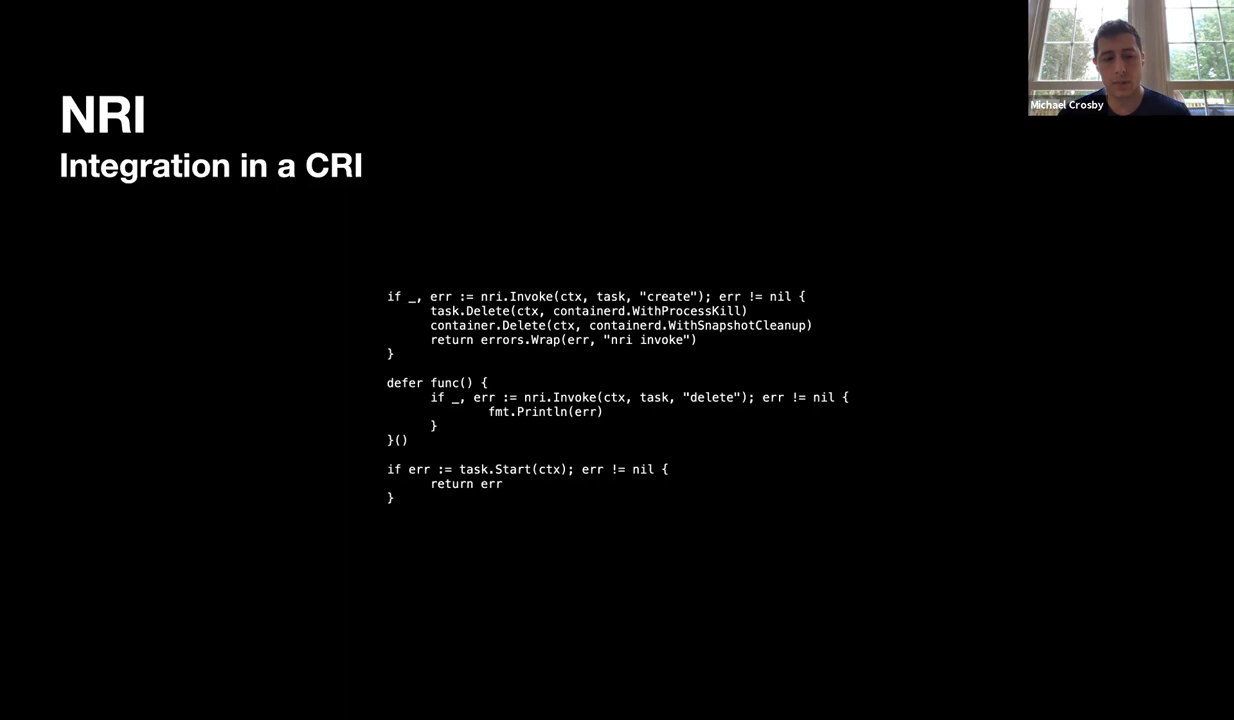 Michael Crosby
NRI
Integration in a CRI
if _, err := nri.Invoke(ctx, task, "create"); err != nil {
task.Delete(ctx, containerd.WithProcessKill)
container.Delete(ctx, containerd.WithSnapshotCleanup)
return errors.Wrap(err, "nri invoke")
}
defer func() {
if _, err := nri.Invoke(ctx, task, "delete"); err != nil {
fmt.Println(err)
}
}()
if err := task.Start(ctx); err != nil {
return err
}